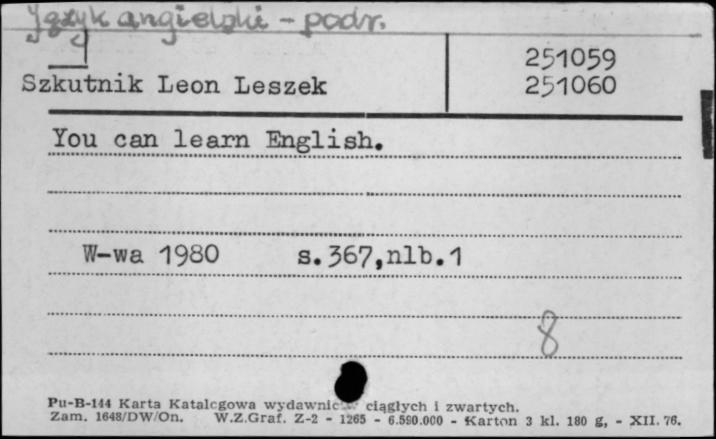 Język angielski - podr.
251059
Szkutnik Leon Leszek
251060
You can learn English.
W-wa 1980 s.367,nlb.1
8
Pu-B-144 Karta Katalogowa wydawnictw ciągłych i zwartych.
Zam. 1648/DW/On. W.Z.Graf. Z-2 - 1265 - 6.590.000 - Karton 3 kl. 180 g, - XII. 76.